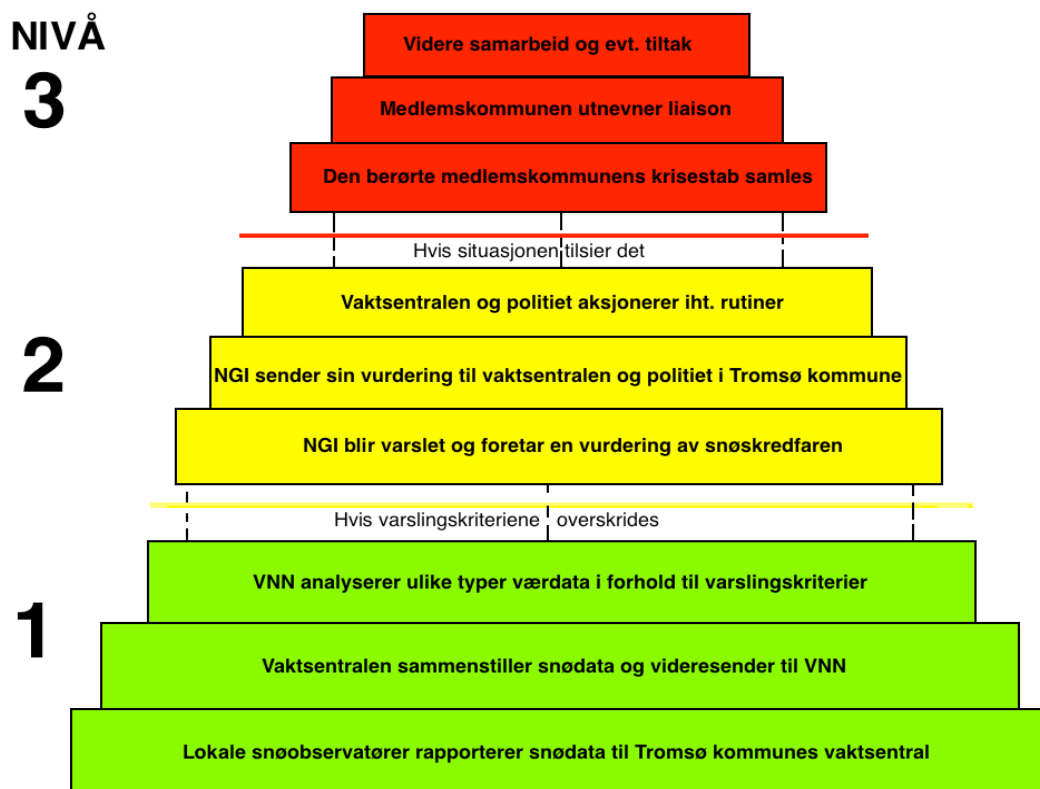 NIVÅ
3
Videre samarbeid og evt. tiltak
Medlemskommunen utnevner liaison
Den berørte medlemskommunens krisestab samles
Hvis situasjonen tilsier det
2
Vaktsentralen og politiet aksjonerer iht. rutiner
NGI sender sin vurdering til vaktsentralen og politiet i Tromsø kommune
NGI blir varslet og foretar en vurdering av snøskredfaren
Hvis varslingskriteriene overskrides
1
VNN analyserer ulike typer værdata i forhold til varslingskriterier
Vaktsentralen sammenstiller snødata og videresender til VNN
Lokale snøobservatører rapporterer snødata til Tromsø kommunes vaktsentral